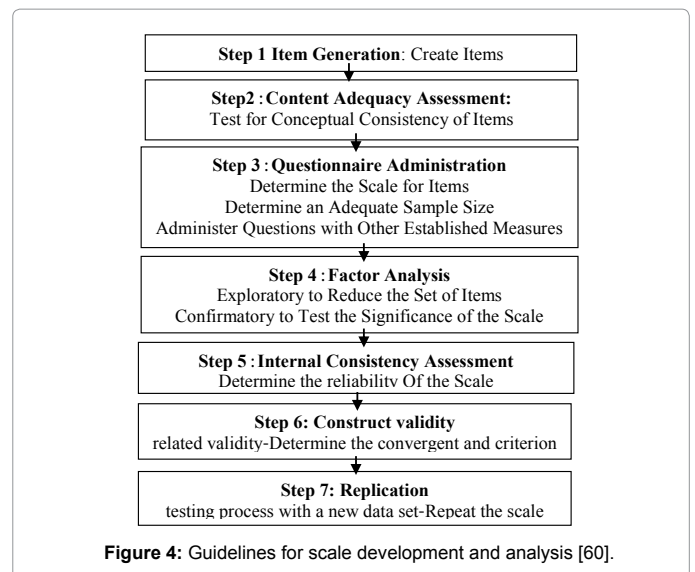 Step 1 Item Generation: Create Items
Step2 : Content Adequacy Assessment:
Test for Conceptual Consistency of Items
Step 3 : Questionnaire Administration
Determine the Scale for Items
Determine an Adequate Sample Size
Administer Questions with Other Established Measures
Step 4 : Factor Analysis
Exploratory to Reduce the Set of Items
Confirmatory to Test the Significance of the Scale
Step 5 : Internal Consistency Assessment
Determine the reliability Of the Scale
Step 6: Construct validity
related validity-Determine the convergent and criterion
Step 7: Replication
testing process with a new data set-Repeat the scale
Figure 4: Guidelines for scale development and analysis [60].